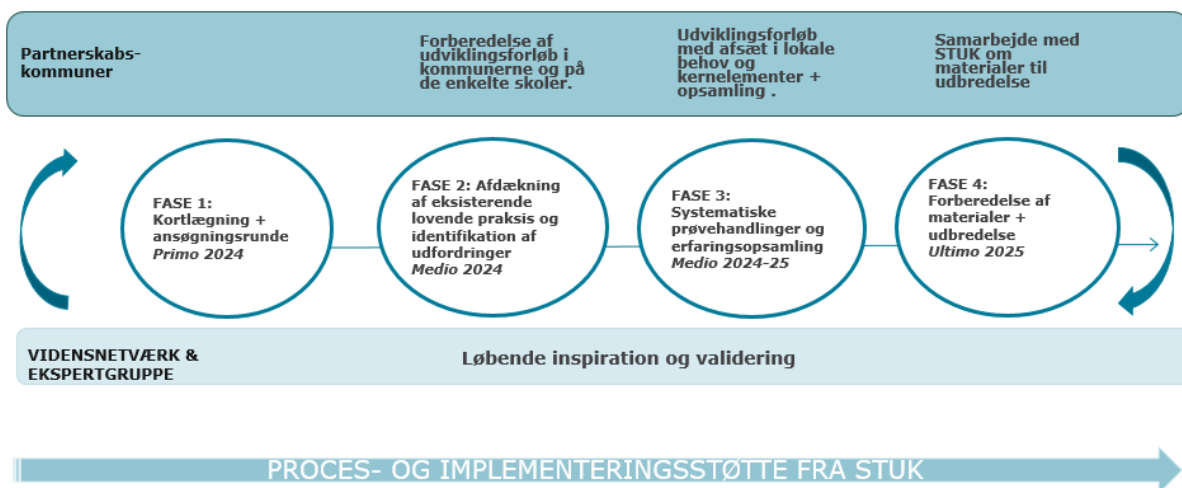 Partnerskabs-
kommuner
Forberedelse af
udviklingsforløb i
kommunerne og på
de enkelte skoler.
Udviklingsforløb
med afsæt i lokale
behov og
kernelementer +
opsamling .
Samarbejde med
STUK om
materialer til
udbredelse
FASE 1:
Kortlægning +
ansøgningsrunde
Primo 2024
FASE 2: Afdækning
af eksisterende
lovende praksis og
identifikation af
udfordringer
Medio 2024
FASE 3:
Systematiske
prøvehandlinger og
erfaringsopsamling
Medio 2024-25
FASE 4:
Forberedelse af
materialer +
udbredelse
Ultimo 2025
VIDENSNETVÆRK &
EKSPERTGRUPPE
Løbende inspiration og validering
PROCES- OG IMPLEMENTERINGSSTØTTE FRA STUK